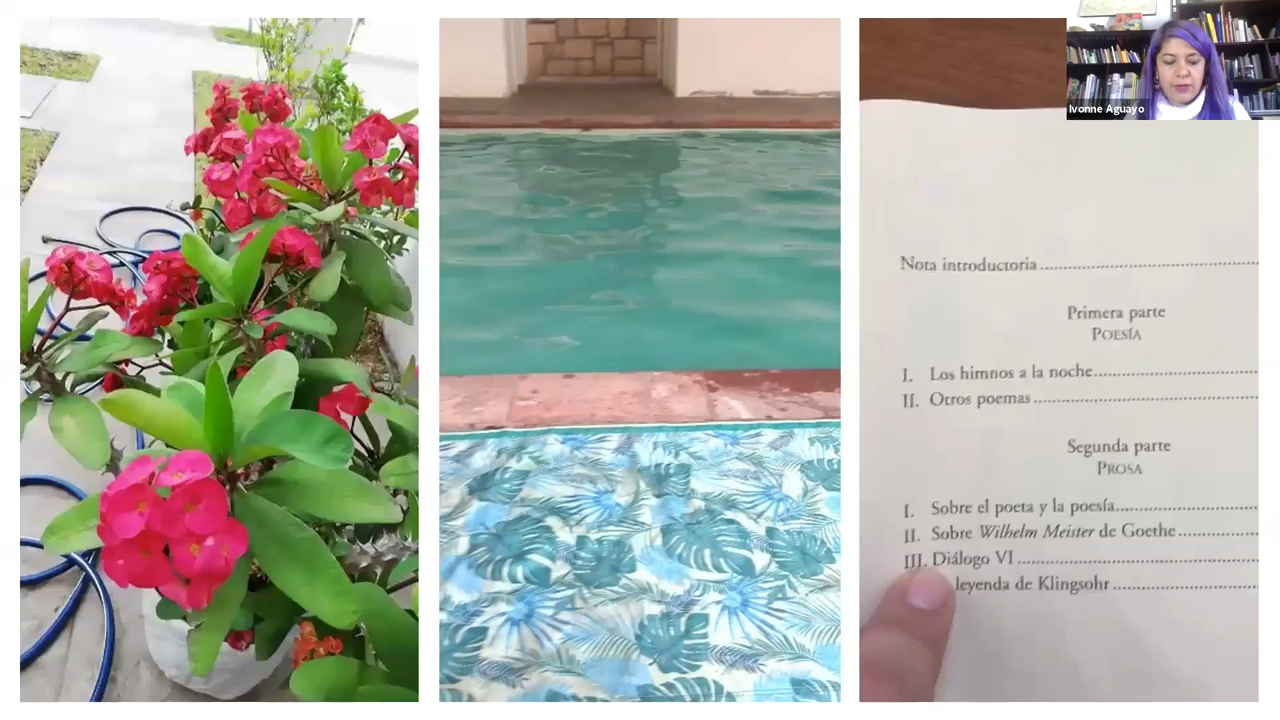 Ivonne Aguayo
Nota introductoria
Primera parte
POESÍA
I. Los himnos a la noche
II. Otros poemas
Segunda parte
PROSA
I. Sobre el poeta y la poesía
II. Sobre Wilhelm Meister de Goethe
III. Diálogo VI
leyenda de Klingsohr